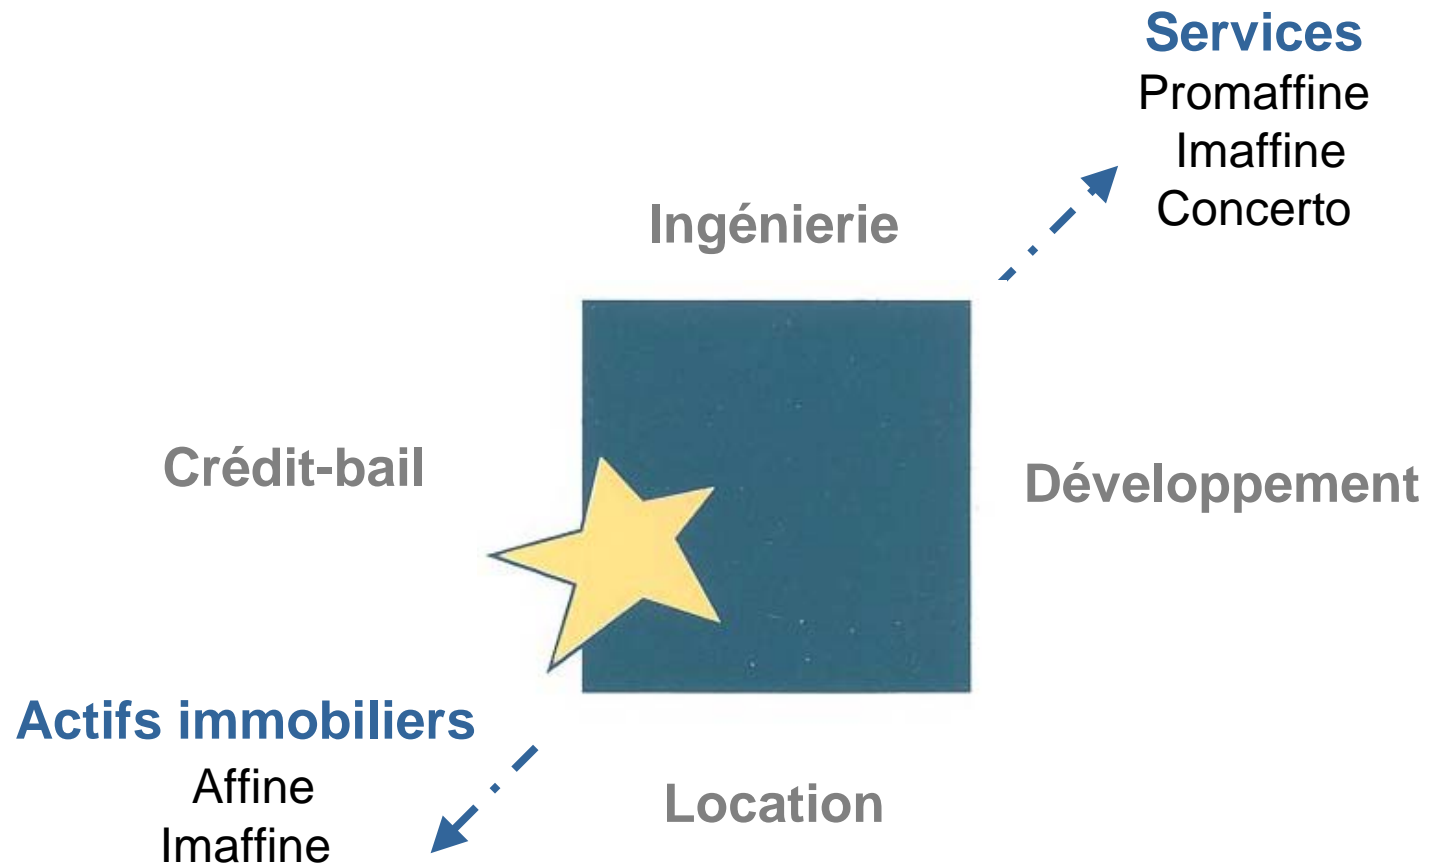 Services
Promaffine
Imaffine
Concerto
Ingénierie
Crédit-bail
Développement
Actifs immobiliers
Affine
Imaffine
Location